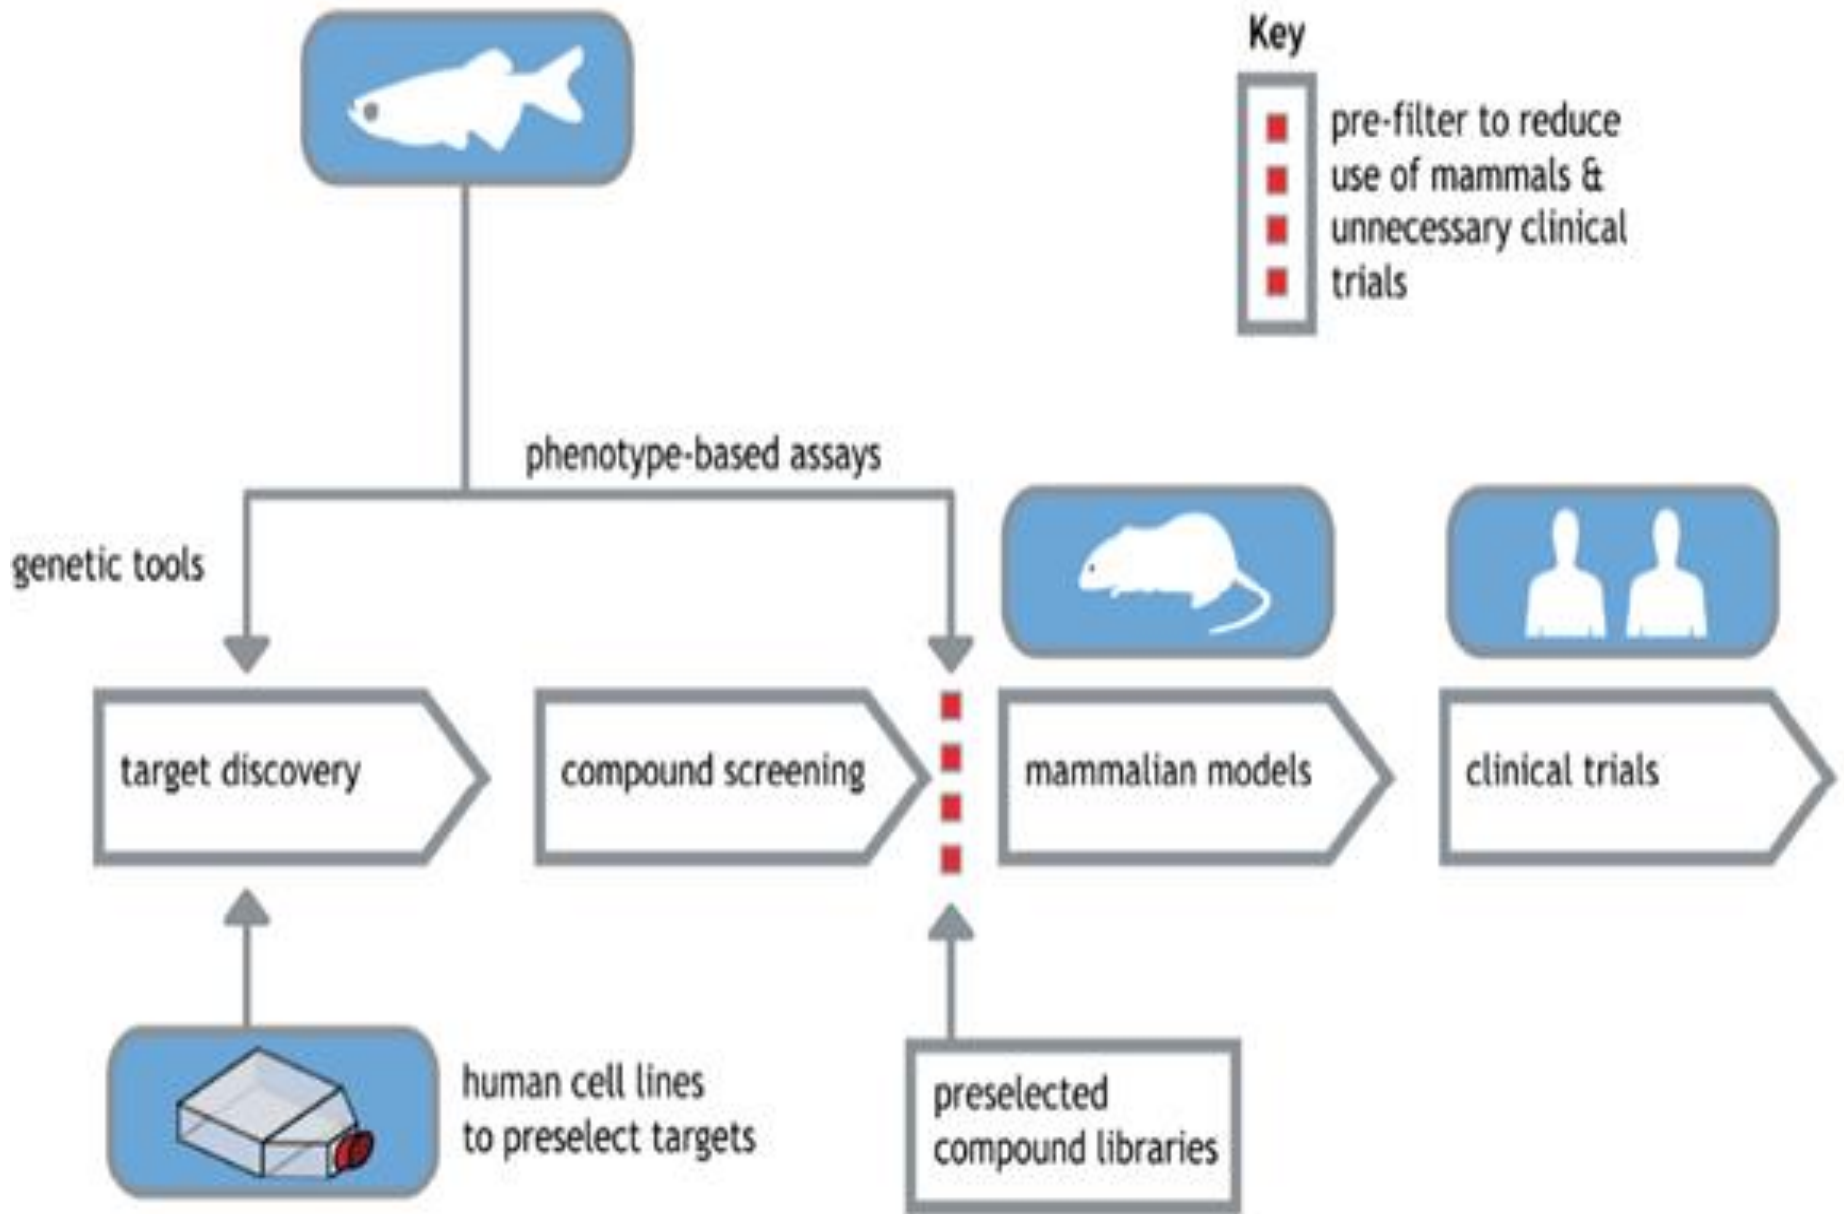 Key
pre-filter to reduce
use of mammals &
unnecessary clinical
trials
phenotype-based assays
genetic tools
target discovery
compound screening
mammalian models
clinical trials
human cell lines
to preselect targets
preselected
compound libraries